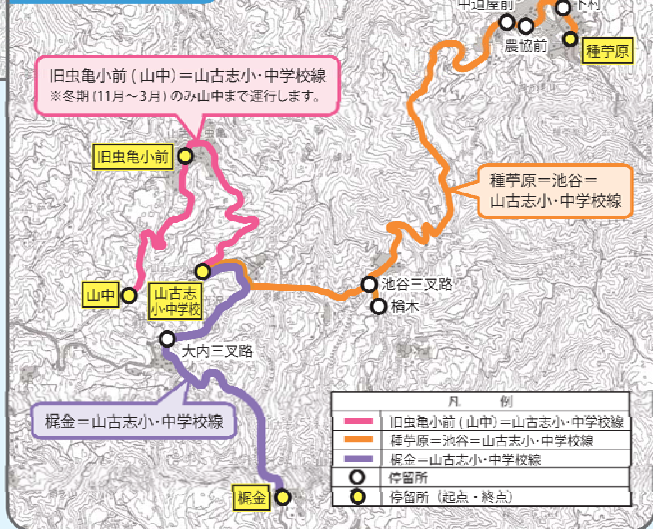 中道屋前
下村
農協前
種苧原
旧虫亀小前(山中)＝山古志小・中学校線
※冬期(11月～3月)のみ山中まで運行します。
旧虫亀小前
種苧原＝池谷＝
山古志小・中学校線
山中
山古志
小・中学校
池谷三叉路
楢木
大内三叉路
梶金＝山古志小・中学校線
梶金
凡 例
旧虫亀小前(山中)＝山古志小・中学校線
種苧原＝池谷＝山古志小・中学校線
梶金＝山古志小・中学校線
停留所
停留所（起点・終点）